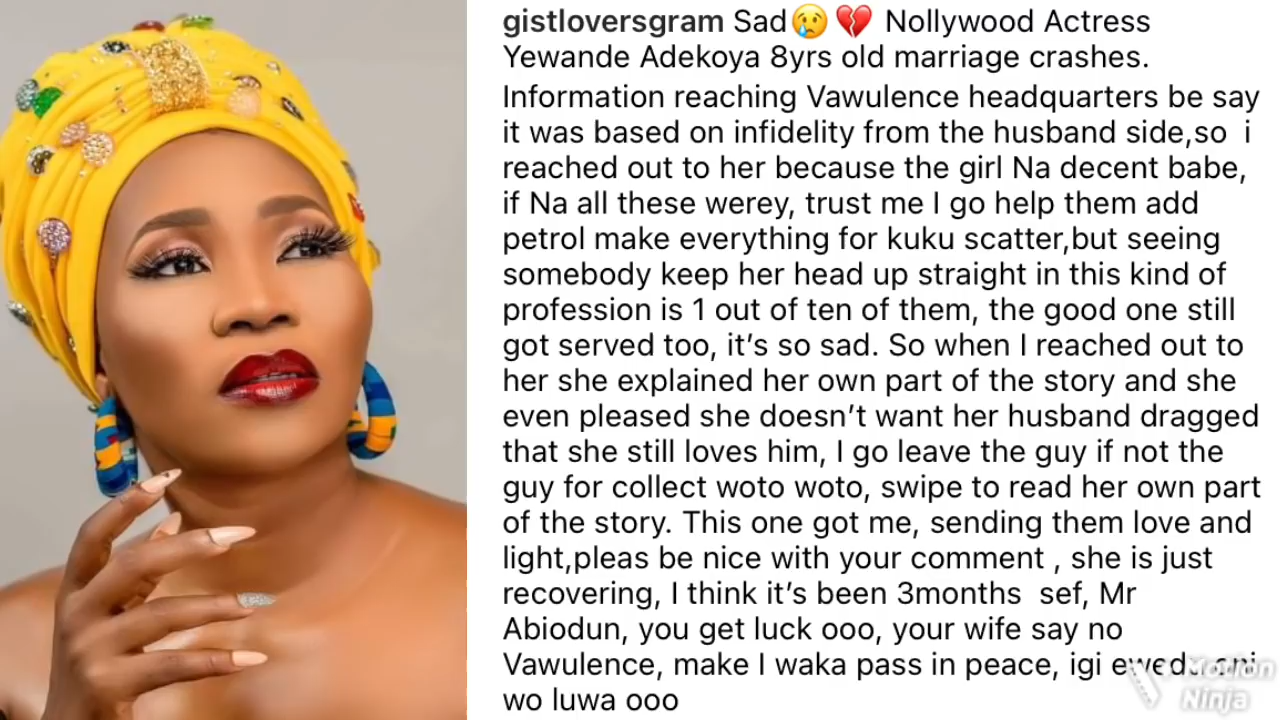 gistloversgram Sad😢💔 Nollywood Actress
Yewande Adekoya 8yrs old marriage crashes.
Information reaching Vawulence headquarters be say
it was based on infidelity from the husband side,so i
reached out to her because the girl Na decent babe,
if Na all these werey, trust me I go help them add
petrol make everything for kuku scatter,but seeing
somebody keep her head up straight in this kind of
profession is 1 out of ten of them, the good one still
got served too, it’s so sad. So when I reached out to
her she explained her own part of the story and she
even pleased she doesn’t want her husband dragged
that she still loves him, I go leave the guy if not the
guy for collect woto woto, swipe to read her own part
of the story. This one got me, sending them love and
light,pleas be nice with your comment , she is just
recovering, I think it’s been 3months sef, Mr
Abiodun, you get luck ooo, your wife say no
Vawulence, make I waka pass in peace, igi
wo luwa ooo
Motion
Ninja